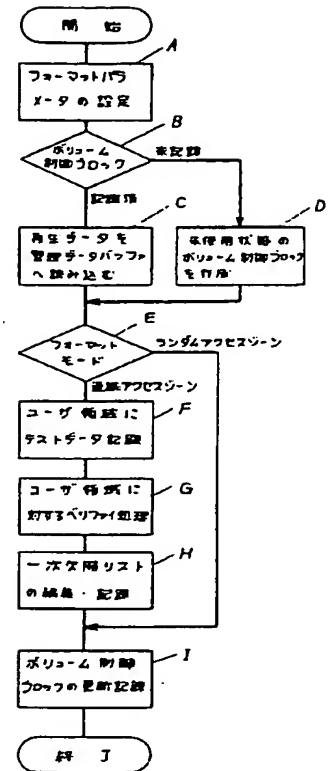 開始
A
フォーマットパラ
メータの設定
B
ボリューム
制御ブロック
未記録
記録済
C
再生データを
管理データバッファ
へ読み込む
D
未使用状態の
ボリューム制御ブロック
を作成
E
フォーマット
モード
ランダムアクセスゾーン
連続アクセスゾーン
F
ユーザ領域に
テストデータ記録
G
ユーザ領域に
対するベリファイ処理
H
一次欠陥リスト
の編集・記録
I
ボリューム制御
ブロックの更新記録
終了